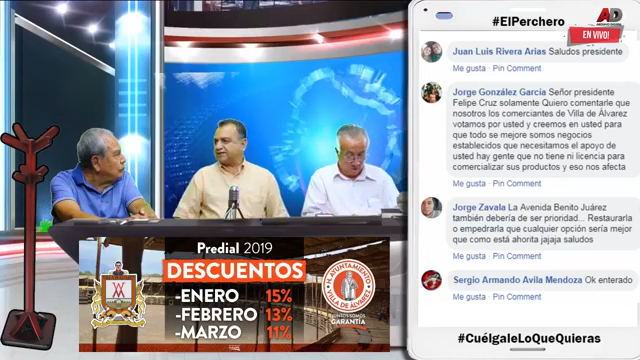 #ElPerchero
AD
EN VIVO!
Juan Luis Rivera Arias Saludos presidente
Me gusta · Pin Comment
Jorge González García Señor presidente
Felipe Cruz solamente Quiero comentarle que
nosotros los comerciantes de Villa de Álvarez
votamos por usted y creemos en usted para
que todo se mejore somos negocios
establecidos que necesitamos el apoyo de
usted hay gente que no tiene ni licencia para
comercializar sus productos y eso nos afecta
Me gusta · Pin Comment
Jorge Zavala La Avenida Benito Juárez
también debería de ser prioridad... Restaurarla
o empedrarla que cualquier opción sería mejor
que como está ahorita jajaja saludos
Me gusta · Pin Comment
Sergio Armando Avila Mendoza Ok enterado
Me gusta · Pin Comment
#CuélgaleLoQueQuieras
Predial 2019
DESCUENTOS
-ENERO 15%
-FEBRERO 13%
-MARZO 11%
H. AYUNTAMIENTO
VILLA DE ÁLVAREZ
JUNTOS SOMOS
GARANTÍA